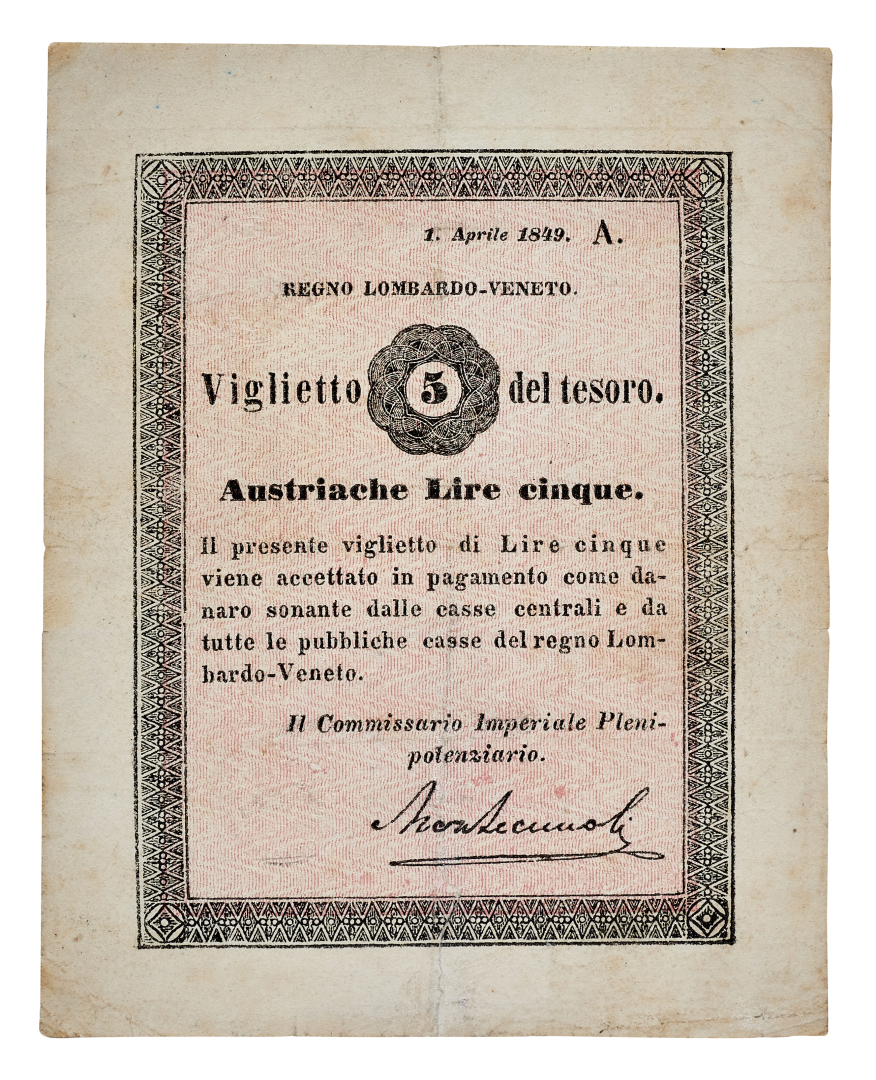 1. Aprile 1849. A.
REGNO LOMBARDO-VENETO.
Viglietto 5 del tesoro.
Austriache Lire cinque.
Il presente viglietto di Lire cinque
viene accettato in pagamento come da-
naro sonante dalle casse centrali e da
tutte le pubbliche casse del regno Lom-
bardo-Veneto.
Il Commissario Imperiale Pleni-
potenziario.
Montecuccoli